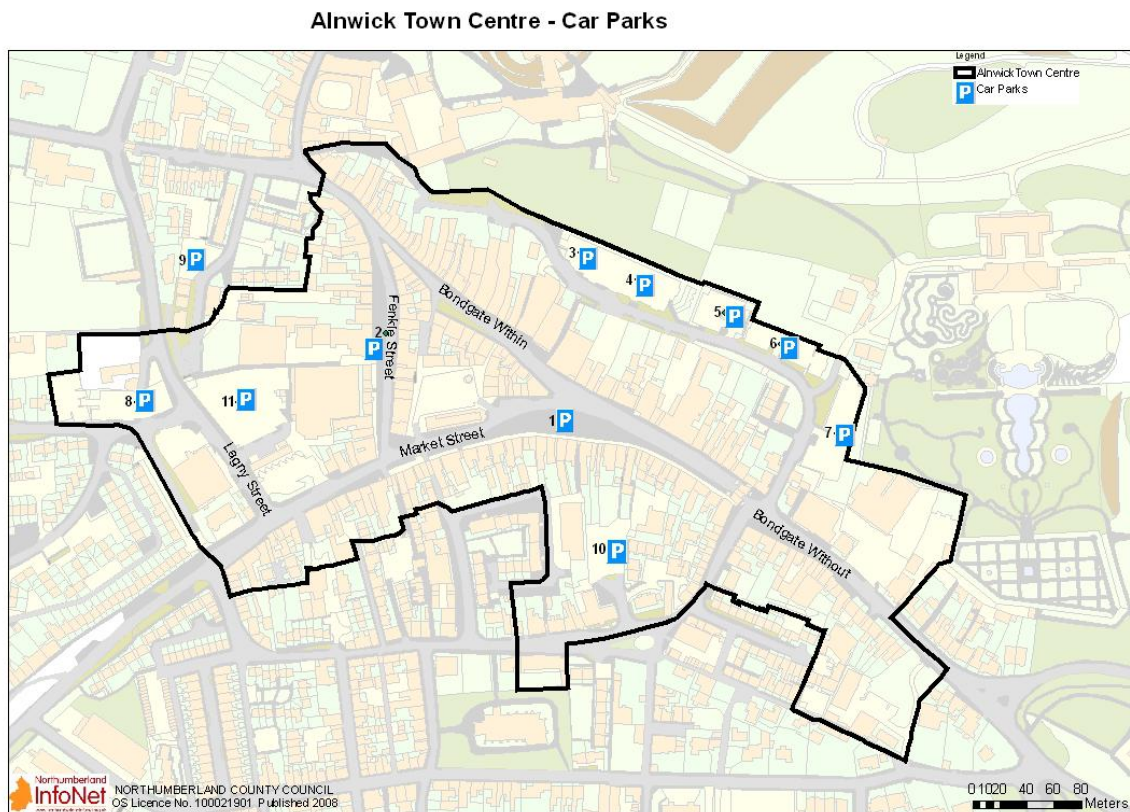 Alnwick Town Centre - Car Parks
Legend
Alnwick Town Centre
P Car Parks
9 P
3 P
4 P
5 P
6 P
2 P
Fenkle Street
Bondgate Within
8 P
11 P
1 P
7 P
Market Street
Lagny Street
10 P
Bondgate Without
Northumberland
InfoNet
NORTHUMBERLAND COUNTY COUNCIL
OS Licence No. 100021901 Published 2008
0 10 20 40 60 80
Meters